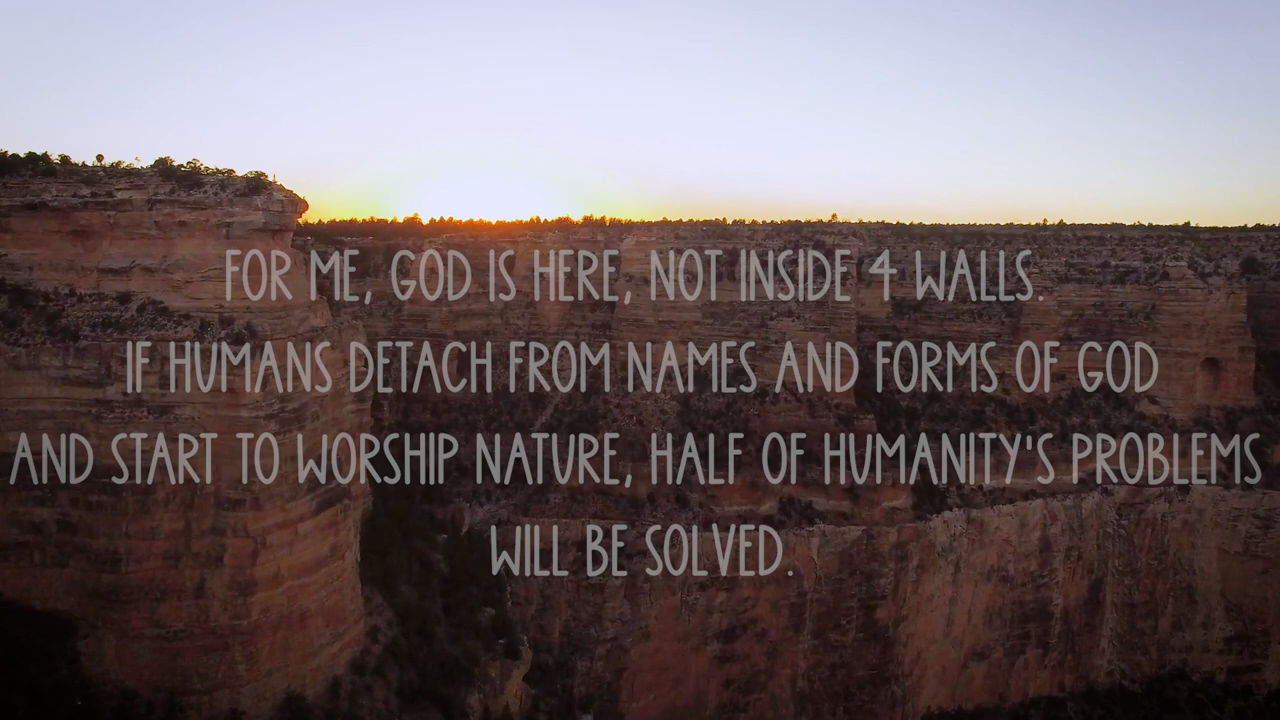 FOR ME, GOD IS HERE, NOT INSIDE 4 WALLS.
IF HUMANS DETACH FROM NAMES AND FORMS OF GOD
AND START TO WORSHIP NATURE, HALF OF HUMANITY'S PROBLEMS
WILL BE SOLVED.